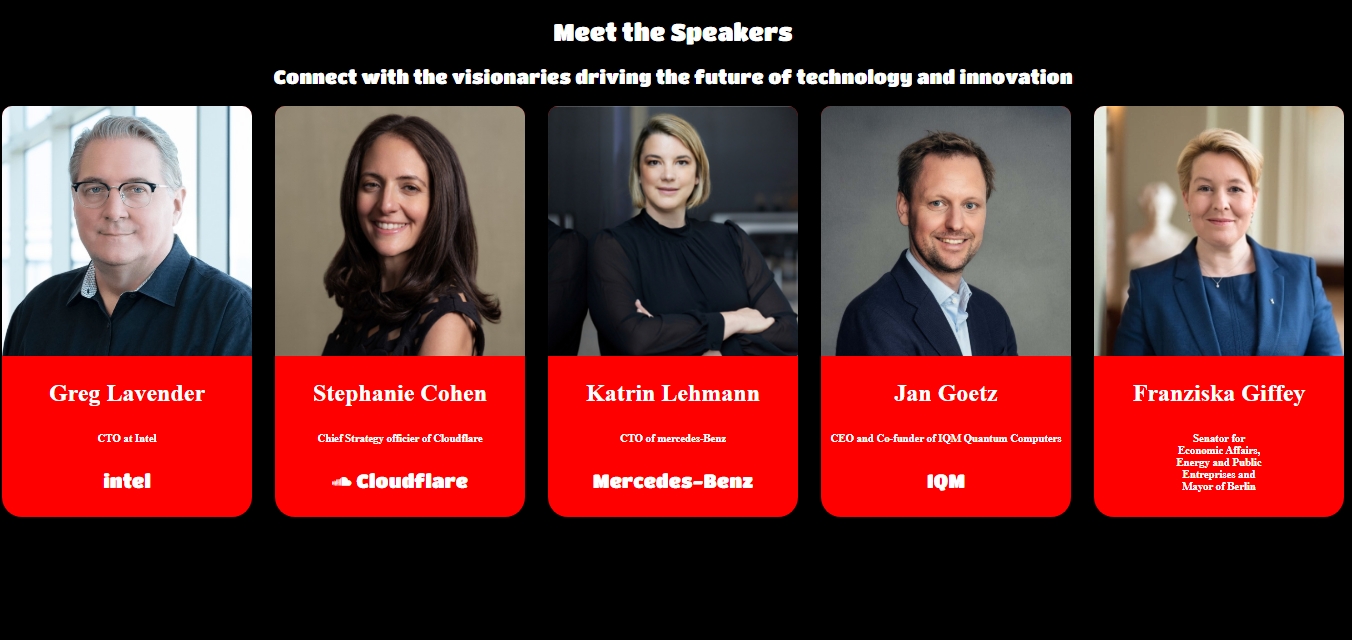 Meet the Speakers
Connect with the visionaries driving the future of technology and innovation
Greg Lavender
CTO at Intel
intel
Stephanie Cohen
Chief Strategy officier of Cloudflare
Cloudflare
Katrin Lehmann
CTO of mercedes-Benz
Mercedes-Benz
Jan Goetz
CEO and Co-funder of IQM Quantum Computers
IQM
Franziska Giffey
Senator for
Economic Affairs,
Energy and Public
Entreprises and
Mayor of Berlin